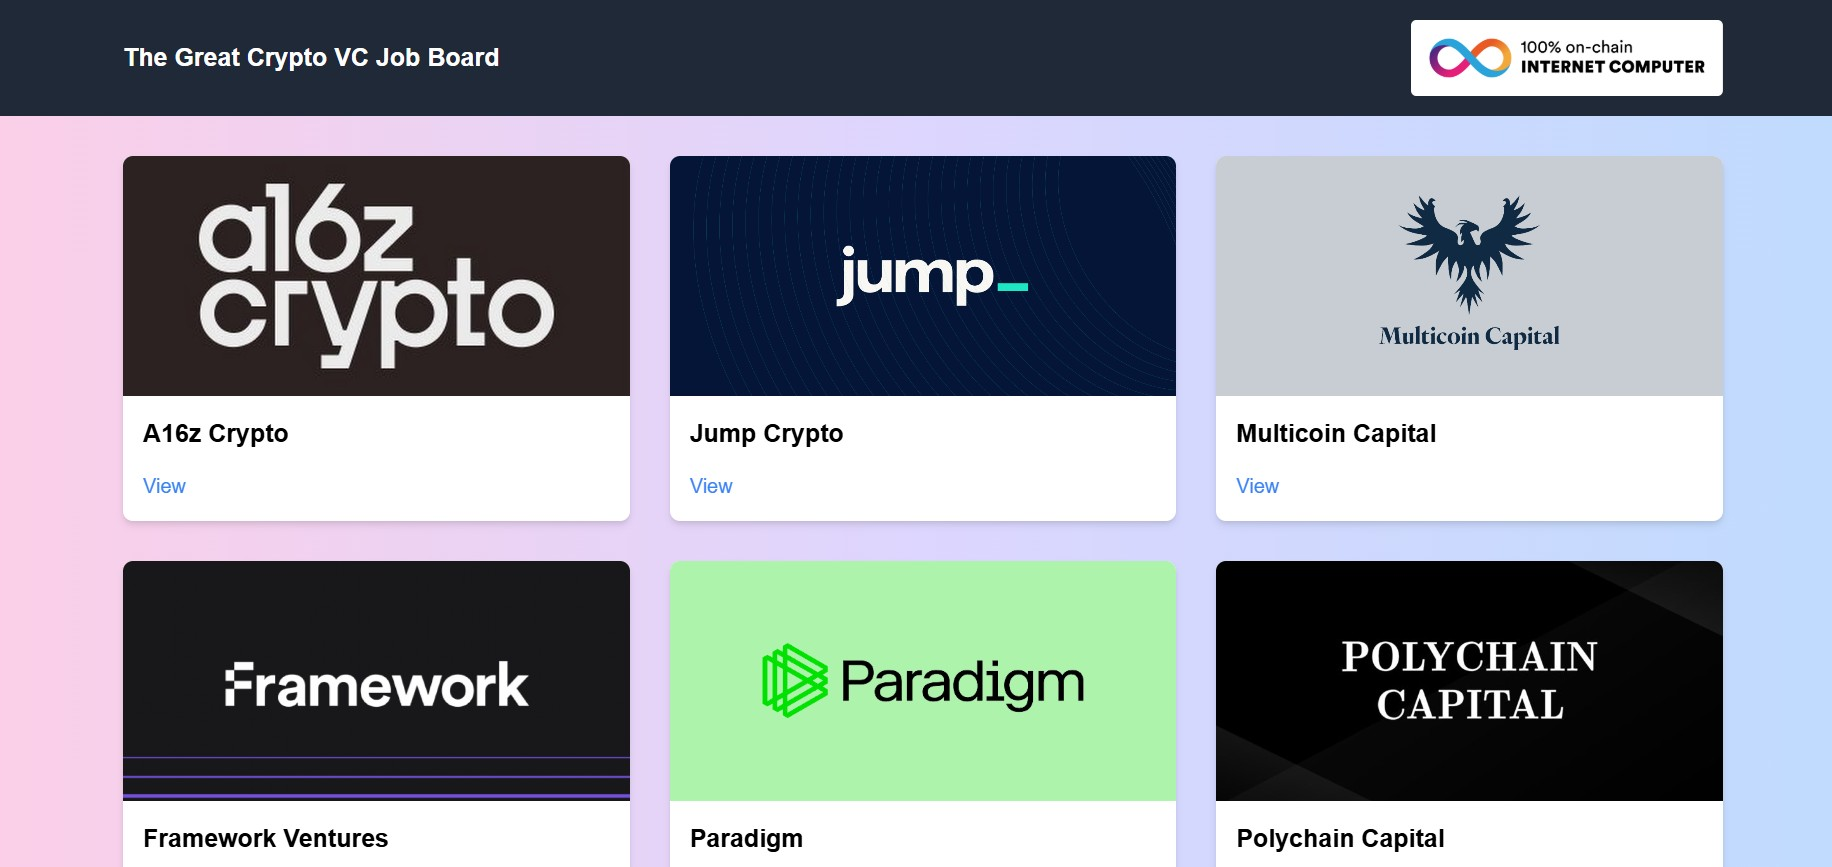 The Great Crypto VC Job Board
100% on-chain
INTERNET COMPUTER
a16z
crypto
jump_
Multicoin Capital
A16z Crypto
Jump Crypto
Multicoin Capital
View
View
View
Framework
Paradigm
POLYCHAIN
CAPITAL
Framework Ventures
Paradigm
Polychain Capital